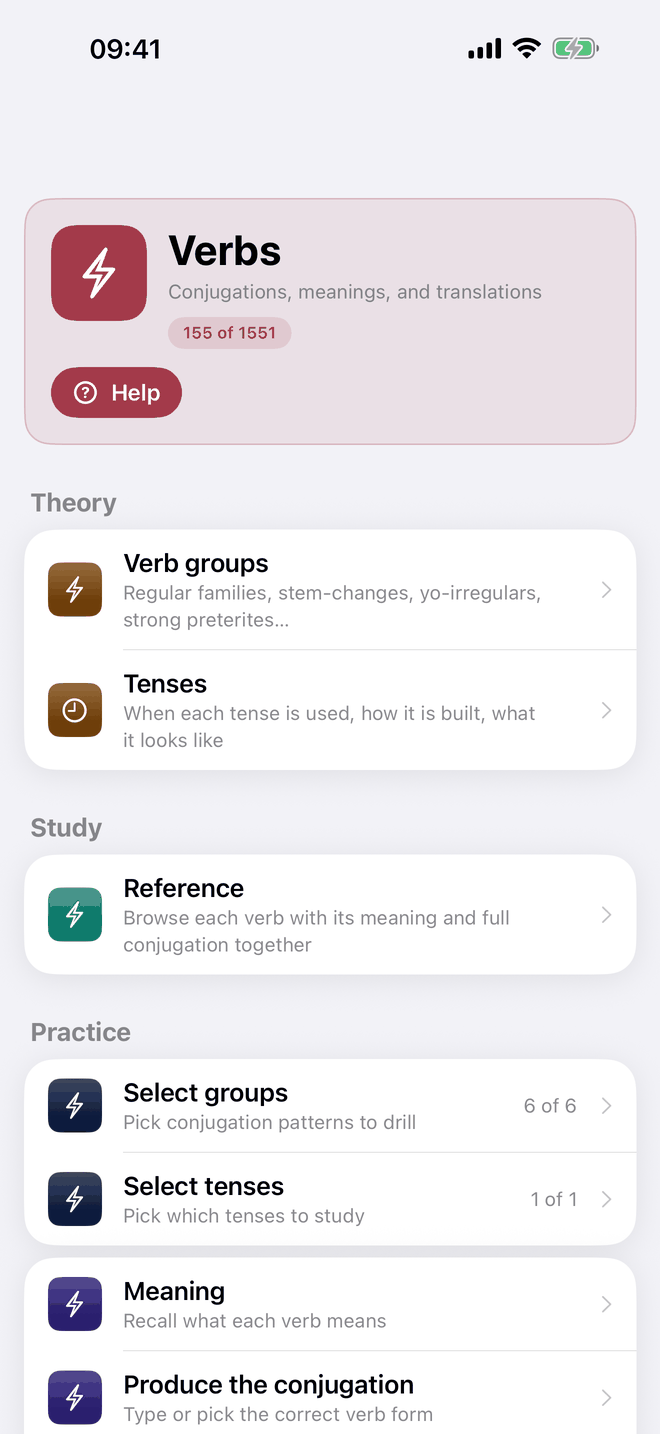 09:41
Verbs
Conjugations, meanings, and translations
155 of 1551
Help
Theory
Verb groups
Regular families, stem-changes, yo-irregulars,
strong preterites...
Tenses
When each tense is used, how it is built, what
it looks like
Study
Reference
Browse each verb with its meaning and full
conjugation together
Practice
Select groups
Pick conjugation patterns to drill
6 of 6
Select tenses
Pick which tenses to study
1 of 1
Meaning
Recall what each verb means
Produce the conjugation
Type or pick the correct verb form